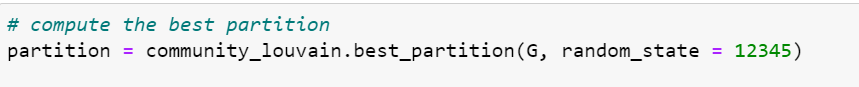 # compute the best partition
partition = community_louvain.best_partition(G, random_state = 12345)